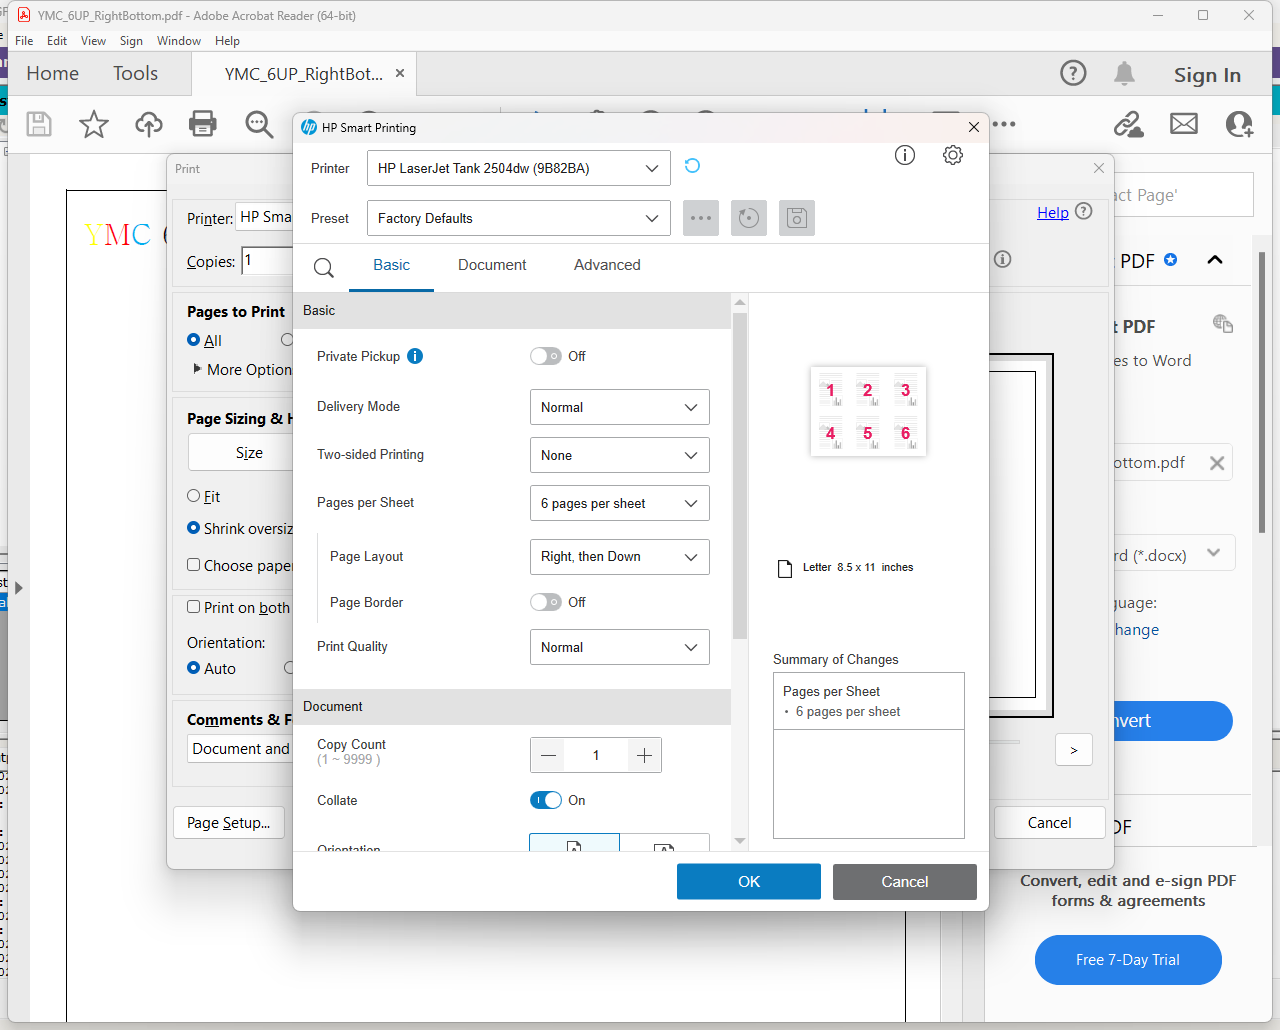 YMC_6UP_RightBottom.pdf - Adobe Acrobat Reader (64-bit)
File Edit View Sign Window Help
Home Tools YMC_6UP_RightBot... × Sign In
HP Smart Printing
Print
Printer HP LaserJet Tank 2504dw (9B82BA)
Preset Factory Defaults
Basic Document Advanced
Basic
Private Pickup Off
Delivery Mode Normal
Two-sided Printing None
Pages per Sheet 6 pages per sheet
Page Layout Right, then Down
Page Border Off
Print Quality Normal
Document
Copy Count 1
(1 ~ 9999 )
Collate On
Orientation
1 2 3
4 5 6
Letter 8.5 x 11 inches
Summary of Changes
Pages per Sheet
• 6 pages per sheet
OK Cancel
YMC 6
Printer: HP Sma
Copies: 1
Help
Pages to Print
All
More Option
Page Sizing & H
Size
Fit
Shrink oversiz
Choose pape
Print on both
Orientation:
Auto
Comments & F
Document and
Page Setup...
>
Cancel
act Page'
PDF
t PDF
es to Word
ottom.pdf
rd (*.docx)
guage:
hange
nvert
DF
Convert, edit and e-sign PDF
forms & agreements
Free 7-Day Trial